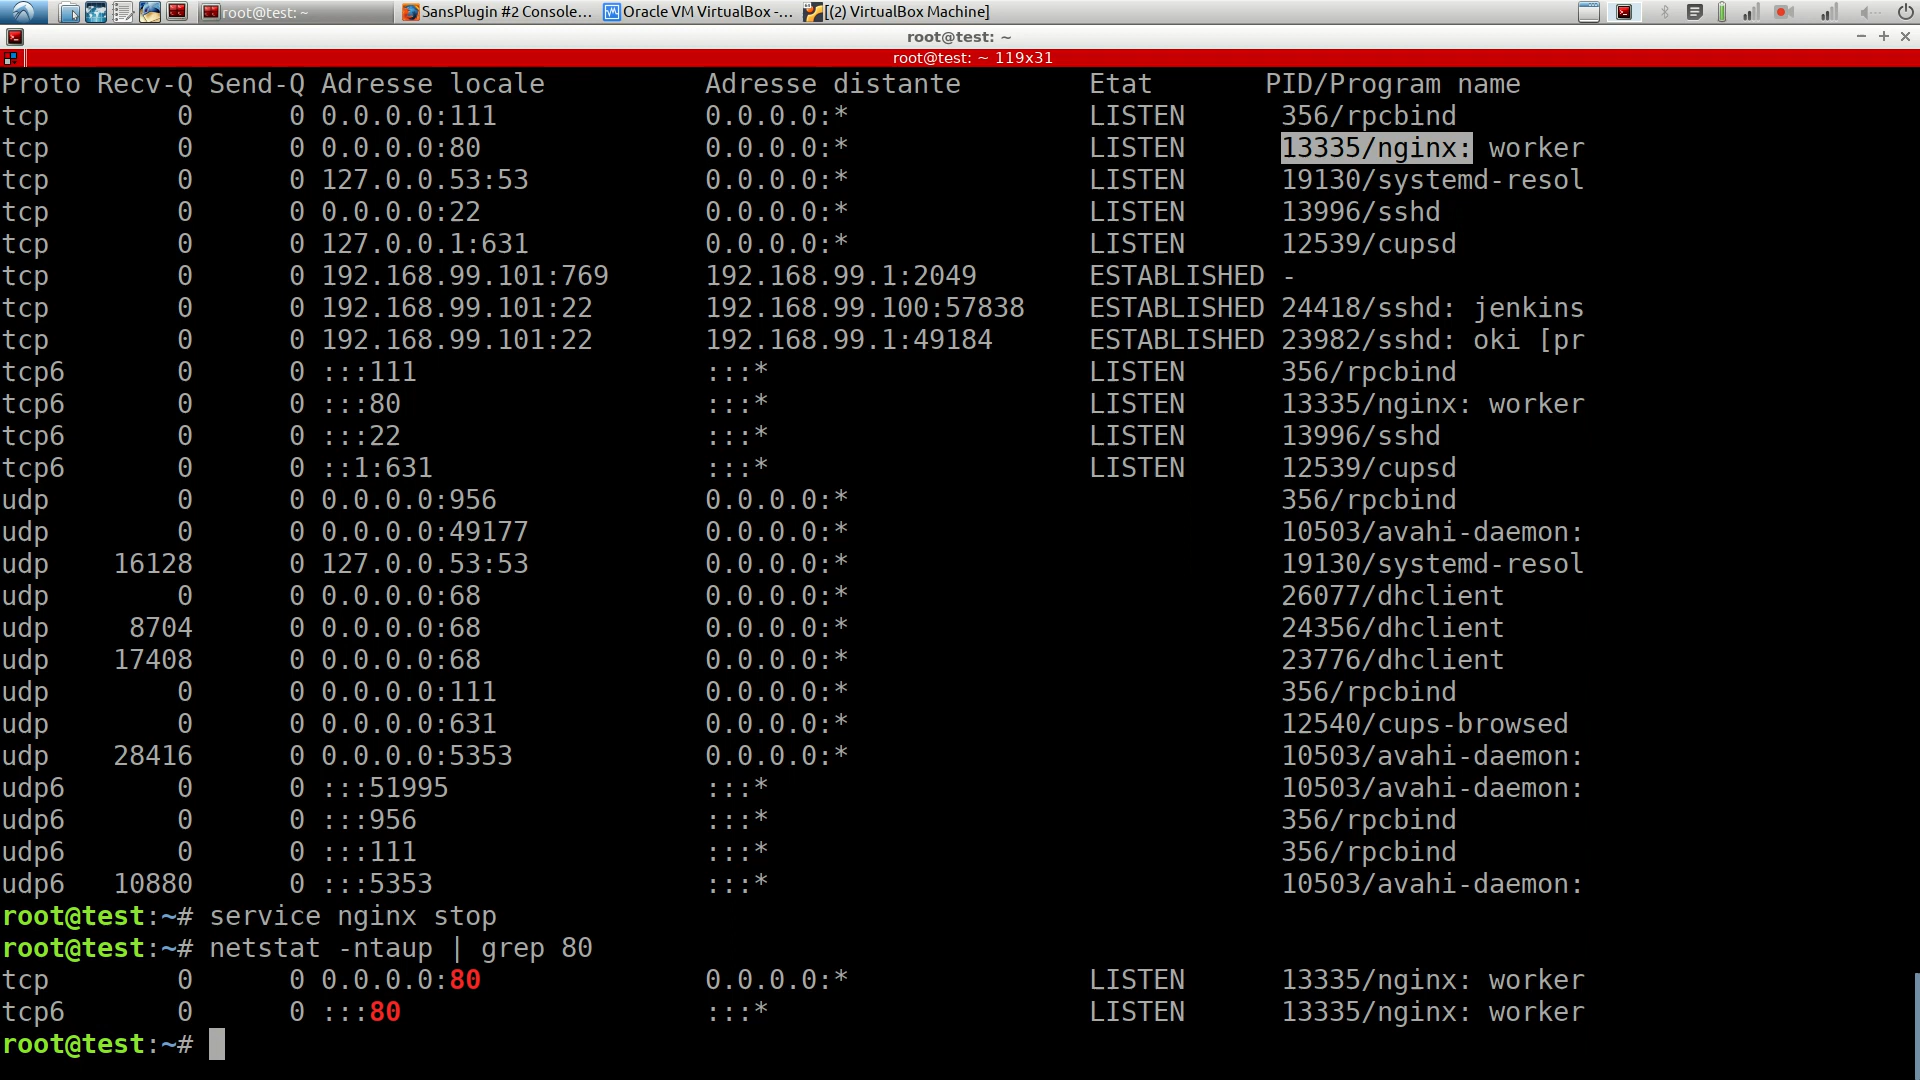 root@test: ~
SansPlugin #2 Console...
Oracle VM VirtualBox -...
[(2) VirtualBox Machine]
root@test: ~
root@test: ~ 119x31
Proto Recv-Q Send-Q Adresse locale          Adresse distante        Etat       PID/Program name
tcp        0      0 0.0.0.0:111             0.0.0.0:*               LISTEN      356/rpcbind
tcp        0      0 0.0.0.0:80              0.0.0.0:*               LISTEN      13335/nginx: worker
tcp        0      0 127.0.0.53:53           0.0.0.0:*               LISTEN      19130/systemd-resol
tcp        0      0 0.0.0.0:22              0.0.0.0:*               LISTEN      13996/sshd
tcp        0      0 127.0.0.1:631           0.0.0.0:*               LISTEN      12539/cupsd
tcp        0      0 192.168.99.101:769      192.168.99.1:2049       ESTABLISHED -
tcp        0      0 192.168.99.101:22       192.168.99.100:57838    ESTABLISHED 24418/sshd: jenkins
tcp        0      0 192.168.99.101:22       192.168.99.1:49184      ESTABLISHED 23982/sshd: oki [pr
tcp6       0      0 :::111                  :::*                    LISTEN      356/rpcbind
tcp6       0      0 :::80                   :::*                    LISTEN      13335/nginx: worker
tcp6       0      0 :::22                   :::*                    LISTEN      13996/sshd
tcp6       0      0 ::1:631                 :::*                    LISTEN      12539/cupsd
udp        0      0 0.0.0.0:956             0.0.0.0:*                           356/rpcbind
udp        0      0 0.0.0.0:49177           0.0.0.0:*                           10503/avahi-daemon:
udp    16128      0 127.0.0.53:53           0.0.0.0:*                           19130/systemd-resol
udp        0      0 0.0.0.0:68              0.0.0.0:*                           26077/dhclient
udp     8704      0 0.0.0.0:68              0.0.0.0:*                           24356/dhclient
udp    17408      0 0.0.0.0:68              0.0.0.0:*                           23776/dhclient
udp        0      0 0.0.0.0:111             0.0.0.0:*                           356/rpcbind
udp        0      0 0.0.0.0:631             0.0.0.0:*                           12540/cups-browsed
udp    28416      0 0.0.0.0:5353            0.0.0.0:*                           10503/avahi-daemon:
udp6       0      0 :::51995                :::*                                10503/avahi-daemon:
udp6       0      0 :::956                  :::*                                356/rpcbind
udp6       0      0 :::111                  :::*                                356/rpcbind
udp6   10880      0 :::5353                 :::*                                10503/avahi-daemon:
root@test:~# service nginx stop
root@test:~# netstat -ntaup | grep 80
tcp        0      0 0.0.0.0:80              0.0.0.0:*               LISTEN      13335/nginx: worker
tcp6       0      0 :::80                   :::*                    LISTEN      13335/nginx: worker
root@test:~#